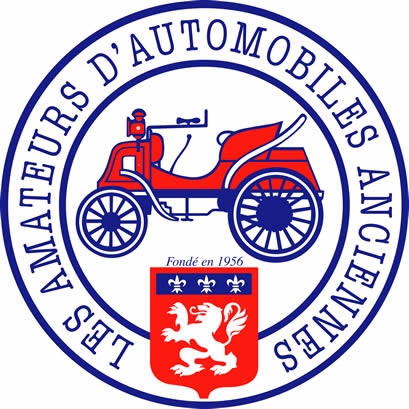 LES AMATEURS D'AUTOMOBILES ANCIENNES
Fondé en 1956